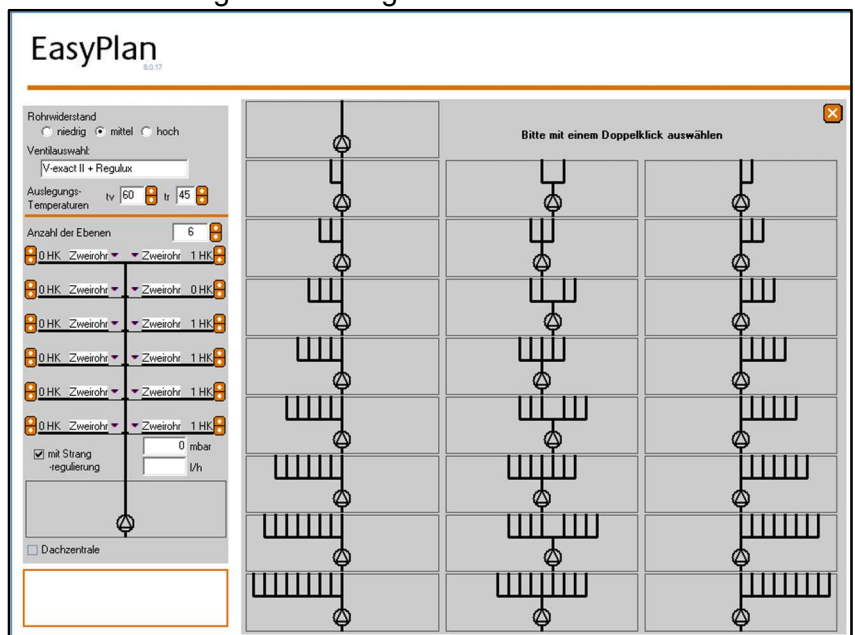 EasyPlan
8.0.17
Rohrwiderstand
niedrig mittel hoch
Ventilauswahl:
V-exact II + Regulux
Auslegungs-
Temperaturen tv 60 tr 45
Anzahl der Ebenen 6
0 HK Zweirohr Zweirohr 1 HK
0 HK Zweirohr Zweirohr 0 HK
0 HK Zweirohr Zweirohr 1 HK
0 HK Zweirohr Zweirohr 1 HK
0 HK Zweirohr Zweirohr 1 HK
0 HK Zweirohr Zweirohr 1 HK
mit Strang
-regulierung
0 mbar
l/h
Dachzentrale
Bitte mit einem Doppelklick auswählen